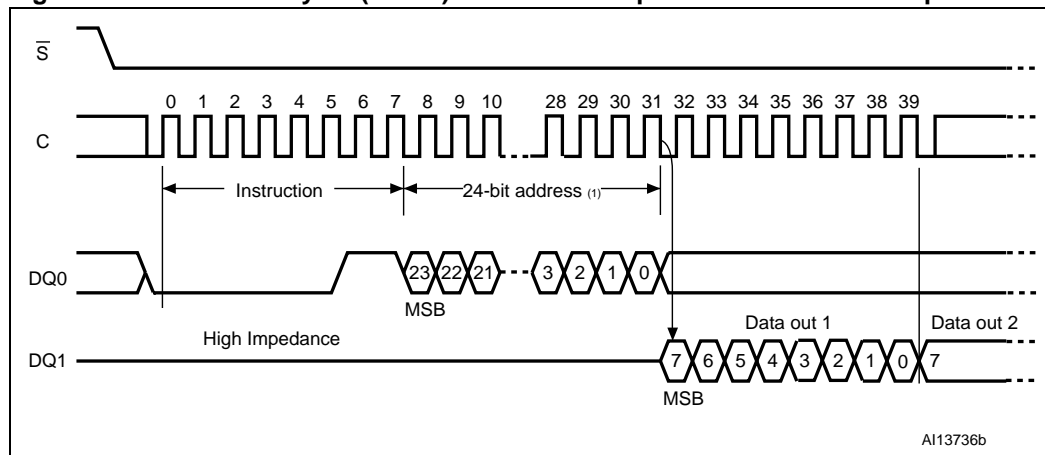 S
0 1 2 3 4 5 6 7 8 9 10 28 29 30 31 32 33 34 35 36 37 38 39
C
Instruction 24-bit address (1)
DQ0
23 22 21 3 2 1 0
MSB
Data out 1 Data out 2
High Impedance
DQ1
7 6 5 4 3 2 1 0 7
MSB
AI13736b